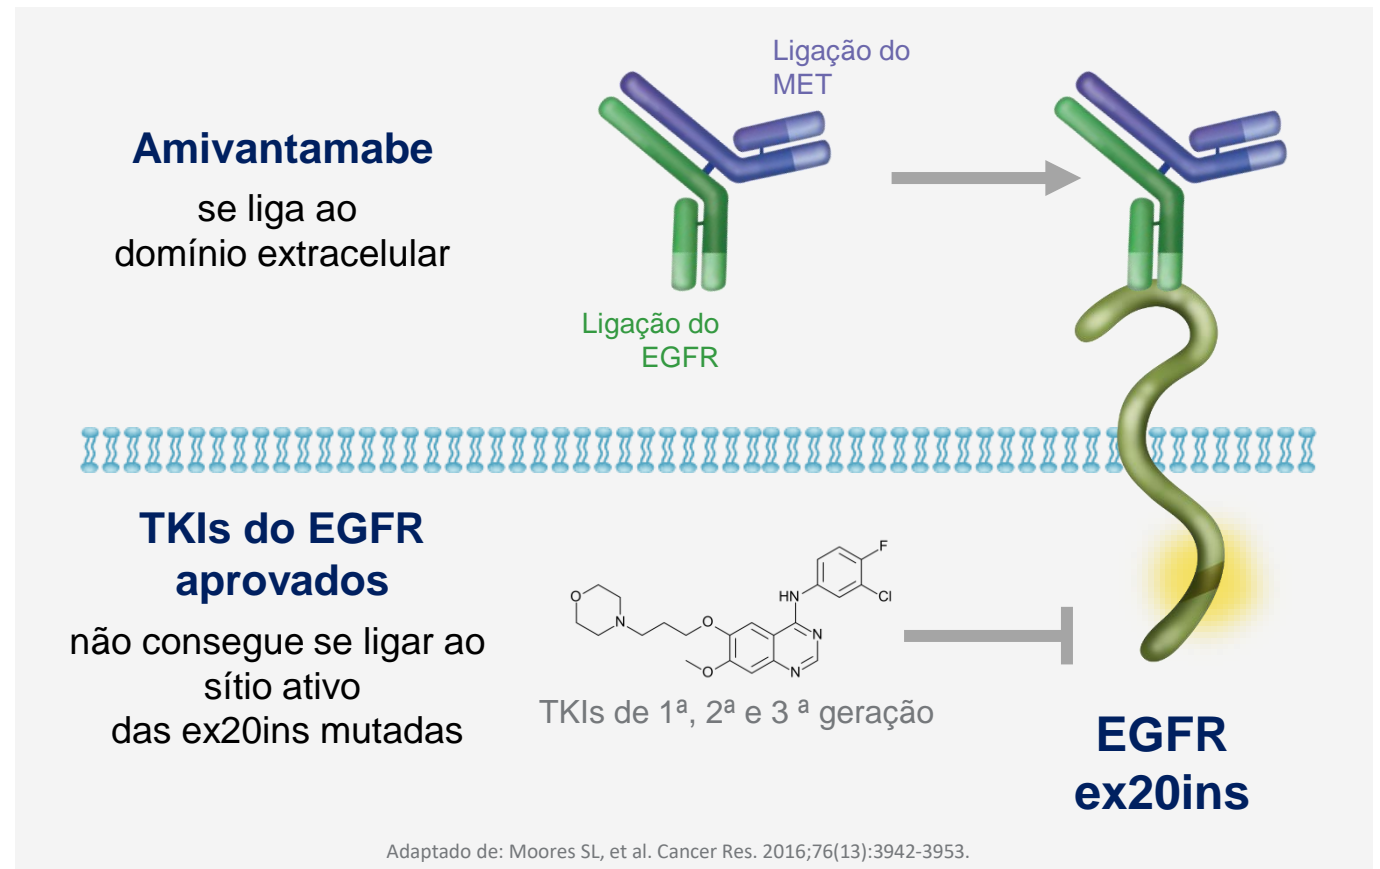 Ligação do
MET
Amivantamabe
se liga ao
domínio extracelular
Ligação do
EGFR
TKIs do EGFR
aprovados
não consegue se ligar ao
sítio ativo
das ex20ins mutadas
F
HN
Cl
O
N
O
N
O
N
TKIs de 1ª, 2ª e 3 ª geração
EGFR
ex20ins
Adaptado de: Moores SL, et al. Cancer Res. 2016;76(13):3942-3953.